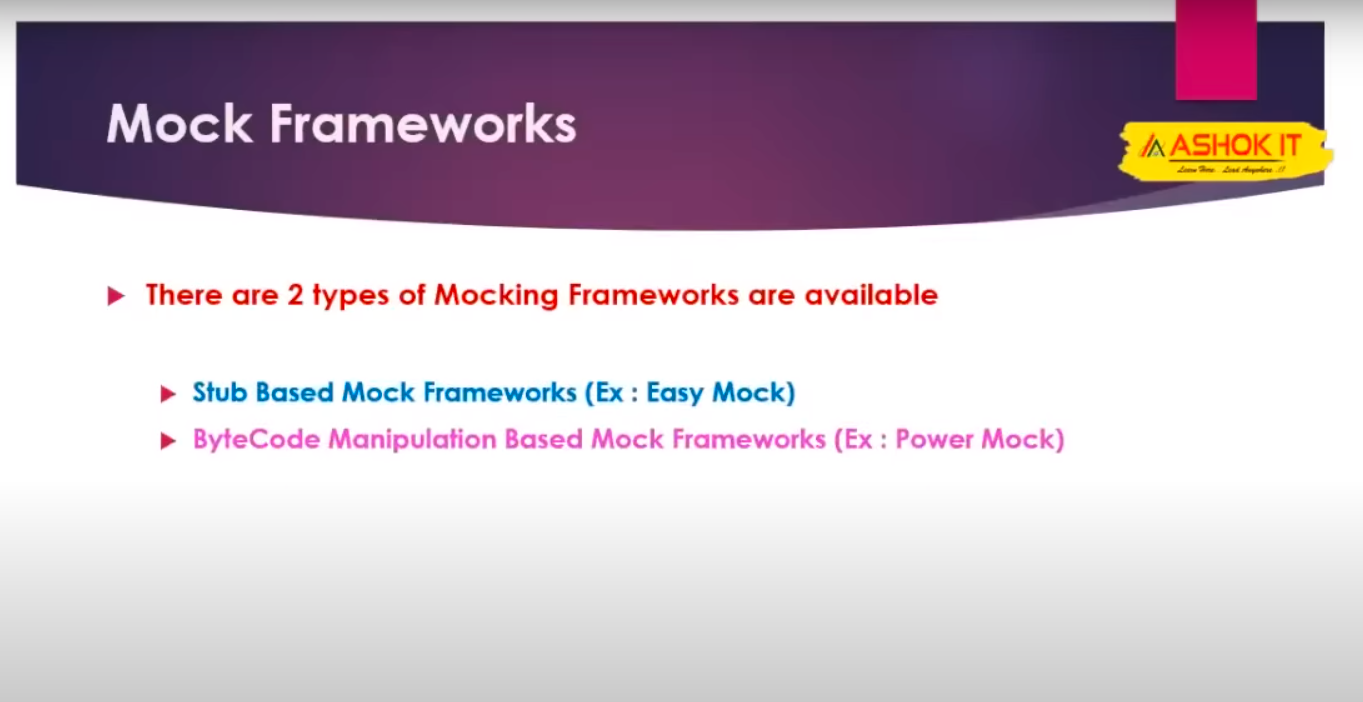 Mock Frameworks
ASHOK IT
Learn Here.. Lead Anywhere..!!
There are 2 types of Mocking Frameworks are available
Stub Based Mock Frameworks (Ex : Easy Mock)
ByteCode Manipulation Based Mock Frameworks (Ex : Power Mock)